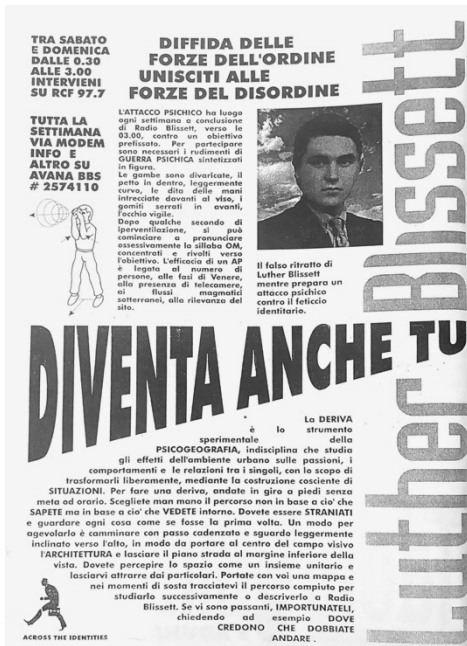 TRA SABATO
E DOMENICA
DALLE 0.30
ALLE 3.00
INTERVIENI
SU RCF 97.7
TUTTA LA
SETTIMANA
VIA MODEM
INFO E
ALTRO SU
AVANA BBS
# 2574110
DIFFIDA DELLE
FORZE DELL'ORDINE
UNISCITI ALLE
FORZE DEL DISORDINE
L'ATTACCO PSICHICO ha luogo
ogni settimana a conclusione
di Radio Blissett, verso le
03.00, contro un obiettivo
prefissato. Per partecipare
sono necessari i rudimenti di
GUERRA PSICHICA sintetizzati
in figura.
Le gambe sono divaricate, il
petto in dentro, leggermente
curvo, le dita delle mani
intrecciate davanti al viso, i
gomiti serrati in avanti,
l'occhio vigile.
Dopo qualche secondo di
iperventilazione, si può
cominciare a pronunciare
ossessivamente la sillaba OM,
concentrati e rivolti verso
l'obiettivo. L'efficacia di un AP
è legata al numero di
persone, alle fasi di Venere,
alla presenza di telecamere,
ai flussi magmatici
sotterranei, alla rilevanza del
sito.
Il falso ritratto di
Luther Blissett
mentre prepara un
attacco psichico
contro il feticcio
identitario.
DIVENTA ANCHE TU
Luther Blissett
La DERIVA
è lo strumento
sperimentale della
PSICOGEOGRAFIA, indisciplina che studia
gli effetti dell'ambiente urbano sulle passioni, i
comportamenti e le relazioni tra i singoli, con lo scopo di
trasformarli liberamente, mediante la costruzione cosciente di
SITUAZIONI. Per fare una deriva, andate in giro a piedi senza
meta od orario. Scegliete man mano il percorso non in base a cio' che
SAPETE ma in base a cio' che VEDETE intorno. Dovete essere STRANIATI
e guardare ogni cosa come se fosse la prima volta. Un modo per
agevolarlo è camminare con passo cadenzato e sguardo leggermente
inclinato verso l'alto, in modo da portare al centro del campo visivo
l'ARCHITETTURA e lasciare il piano strada al margine inferiore della
vista. Dovete percepire lo spazio come un insieme unitario e
lasciarvi attrarre dai particolari. Portate con voi una mappa e
nei momenti di sosta tracciatevi il percorso compiuto per
studiarlo successivamente o descriverlo a Radio
Blissett. Se vi sono passanti, IMPORTUNATELI,
chiedendo ad esempio DOVE
CREDONO CHE DOBBIATE
ANDARE .
ACROSS THE IDENTITIES